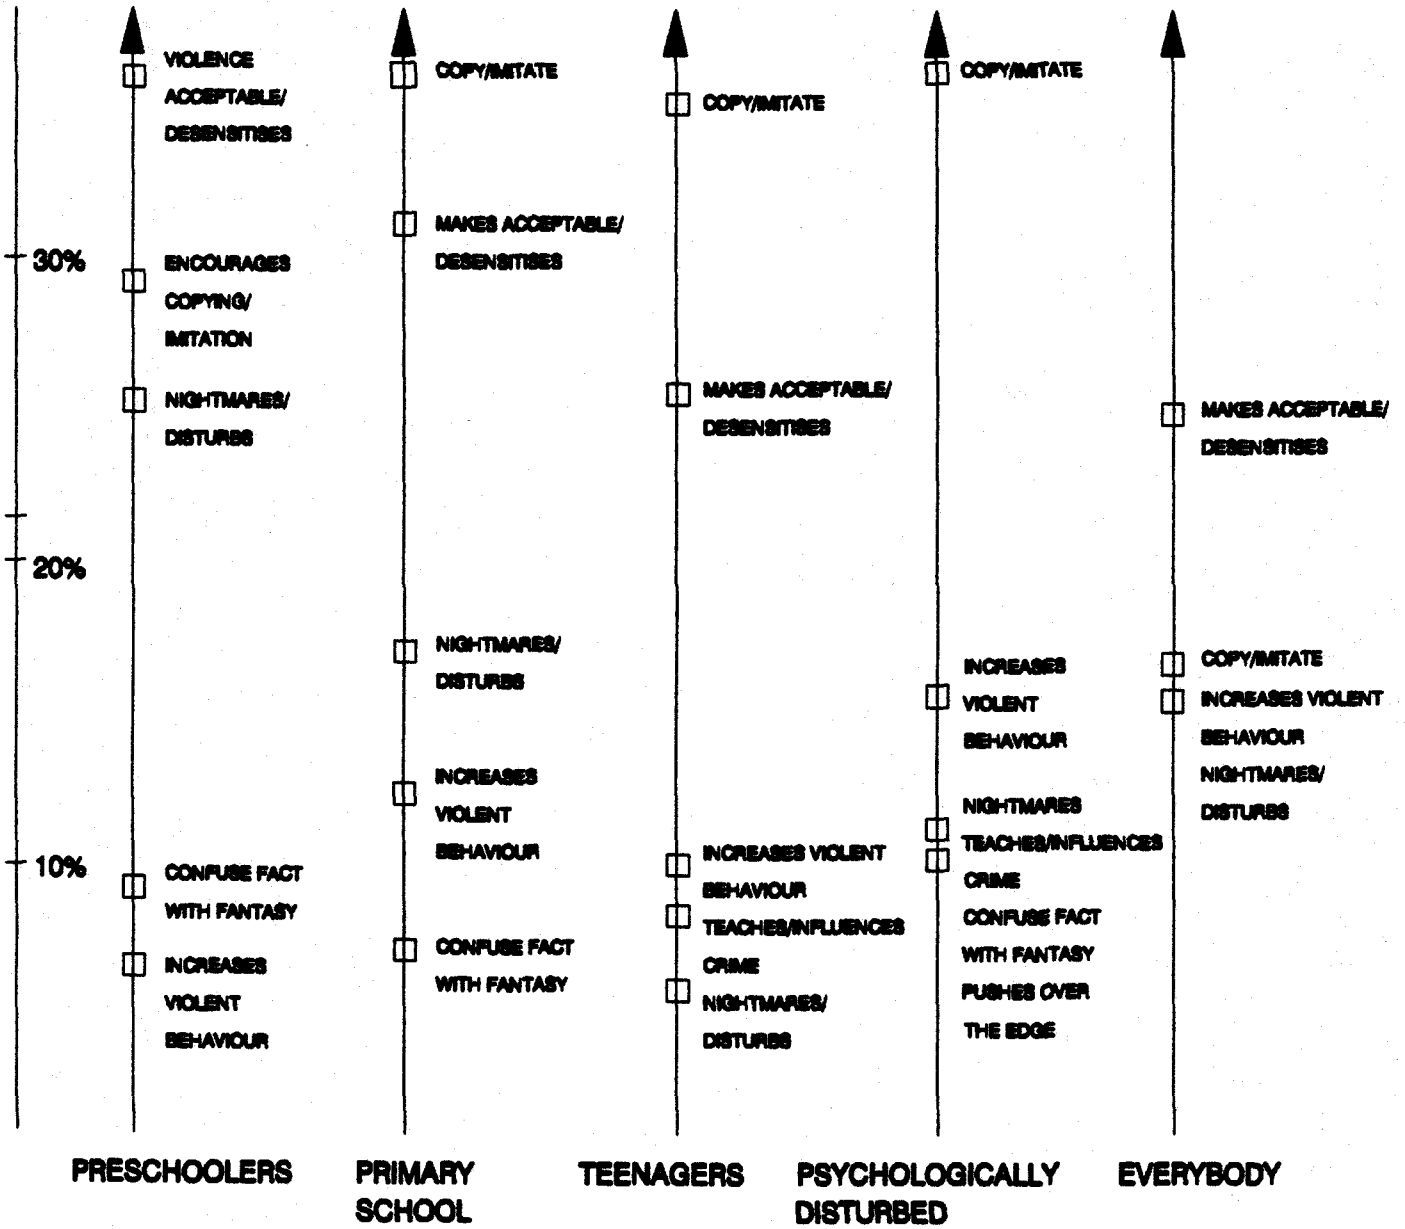 30%
20%
10%
VIOLENCE
ACCEPTABLE/
DESENSITISES
ENCOURAGES
COPYING/
IMITATION
NIGHTMARES/
DISTURBS
CONFUSE FACT
WITH FANTASY
INCREASES
VIOLENT
BEHAVIOUR
PRESCHOOLERS
COPY/IMITATE
MAKES ACCEPTABLE/
DESENSITISES
NIGHTMARES/
DISTURBS
INCREASES
VIOLENT
BEHAVIOUR
CONFUSE FACT
WITH FANTASY
PRIMARY
SCHOOL
COPY/IMITATE
MAKES ACCEPTABLE/
DESENSITISES
INCREASES VIOLENT
BEHAVIOUR
TEACHES/INFLUENCES
CRIME
NIGHTMARES/
DISTURBS
TEENAGERS
COPY/IMITATE
INCREASES
VIOLENT
BEHAVIOUR
NIGHTMARES
TEACHES/INFLUENCES
CRIME
CONFUSE FACT
WITH FANTASY
PUSHES OVER
THE EDGE
PSYCHOLOGICALLY
DISTURBED
MAKES ACCEPTABLE/
DESENSITISES
COPY/IMITATE
INCREASES VIOLENT
BEHAVIOUR
NIGHTMARES/
DISTURBS
EVERYBODY